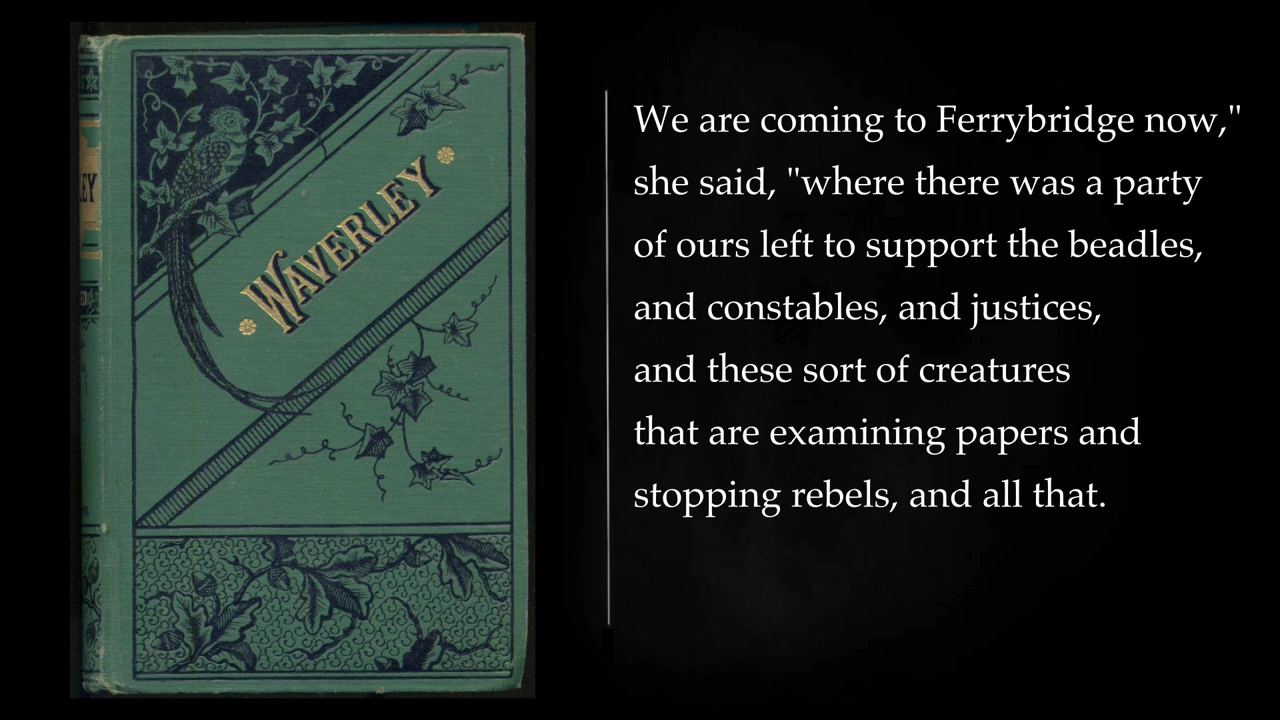 EY
WAVERLEY
We are coming to Ferrybridge now,"
she said, "where there was a party
of ours left to support the beadles,
and constables, and justices,
and these sort of creatures
that are examining papers and
stopping rebels, and all that.